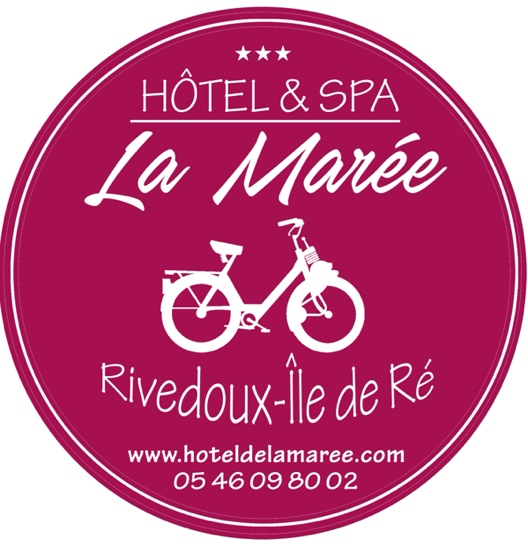 HÔTEL & SPA
La Marée
Rivedoux-Île de Ré
www.hoteldelamaree.com
05 46 09 80 02